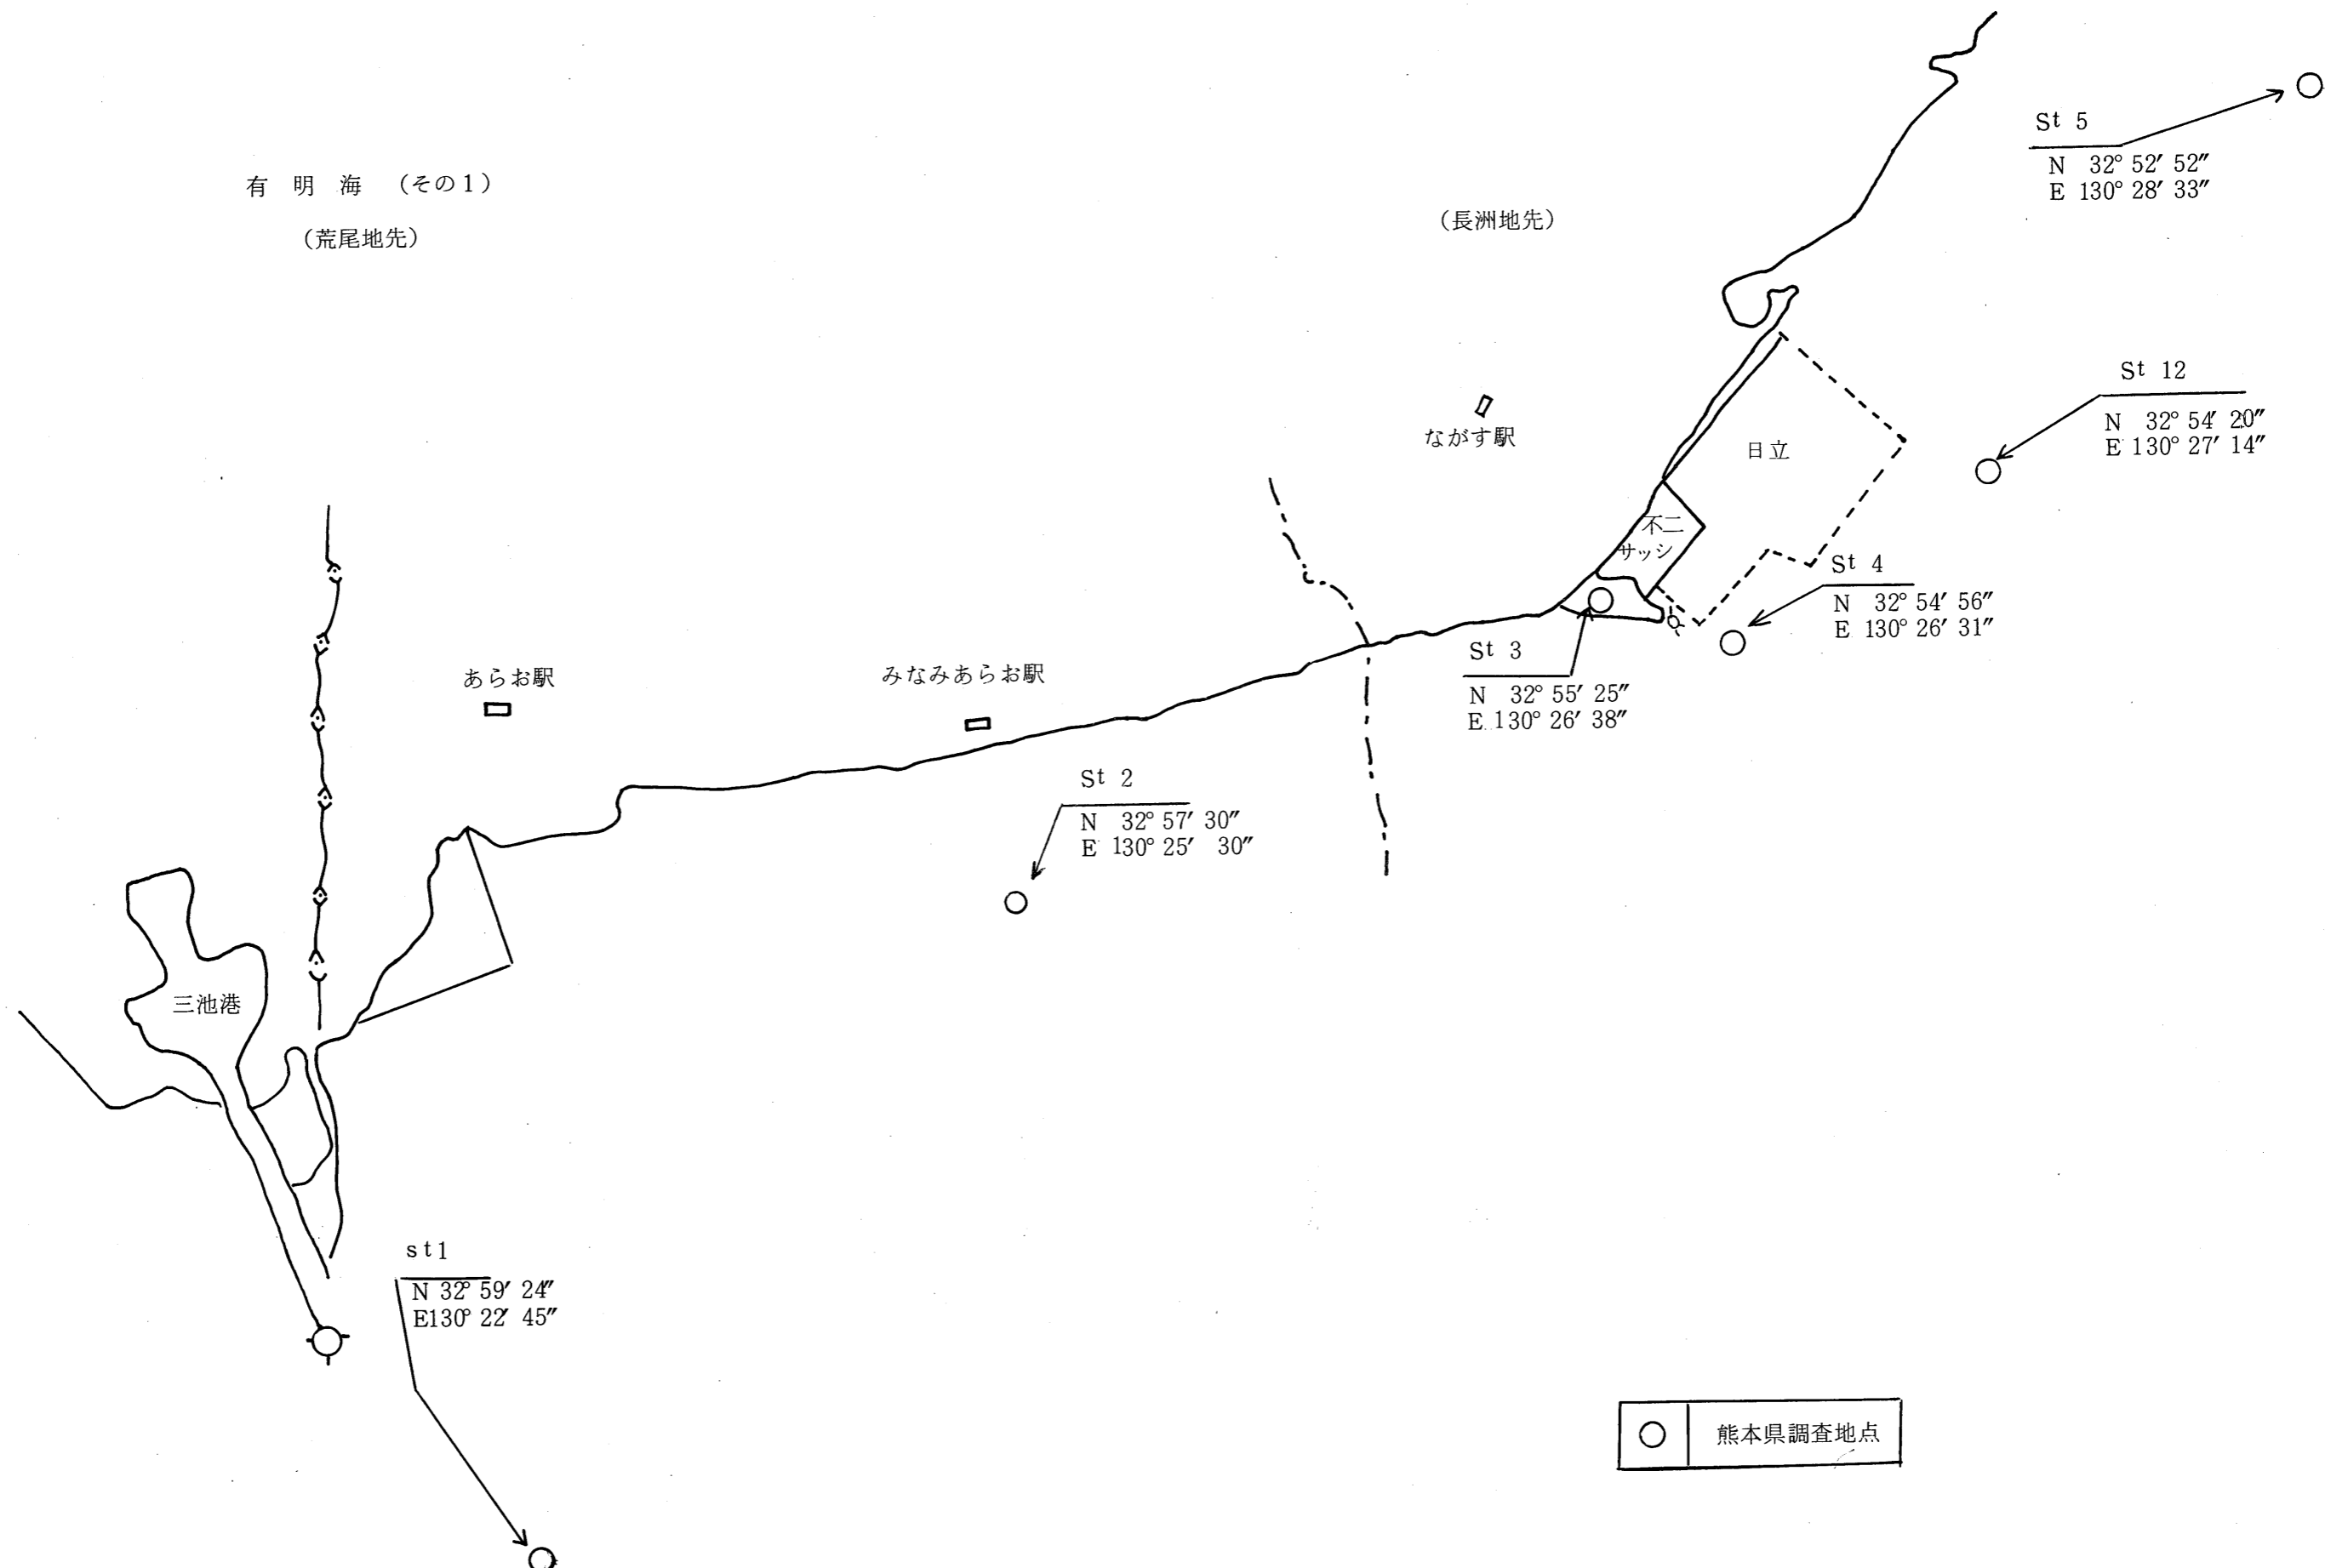 有 明 海 （その１）
（荒尾地先）
（長洲地先）
St 5
N 32° 52′ 52″
E 130° 28′ 33″
St 12
N 32° 54′ 20″
E 130° 27′ 14″
ながす駅
日立
不二
サッシ
St 4
N 32° 54′ 56″
E 130° 26′ 31″
St 3
N 32° 55′ 25″
E 130° 26′ 38″
あらお駅
みなみあらお駅
St 2
N 32° 57′ 30″
E 130° 25′ 30″
三池港
st1
N 32° 59′ 24″
E130° 22′ 45″
熊本県調査地点